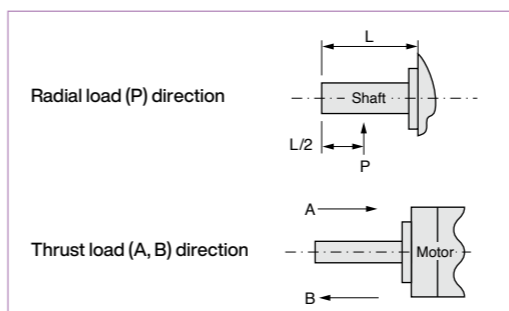 L
Radial load (P) direction
Shaft
L/2
P
A
Thrust load (A, B) direction
Motor
B